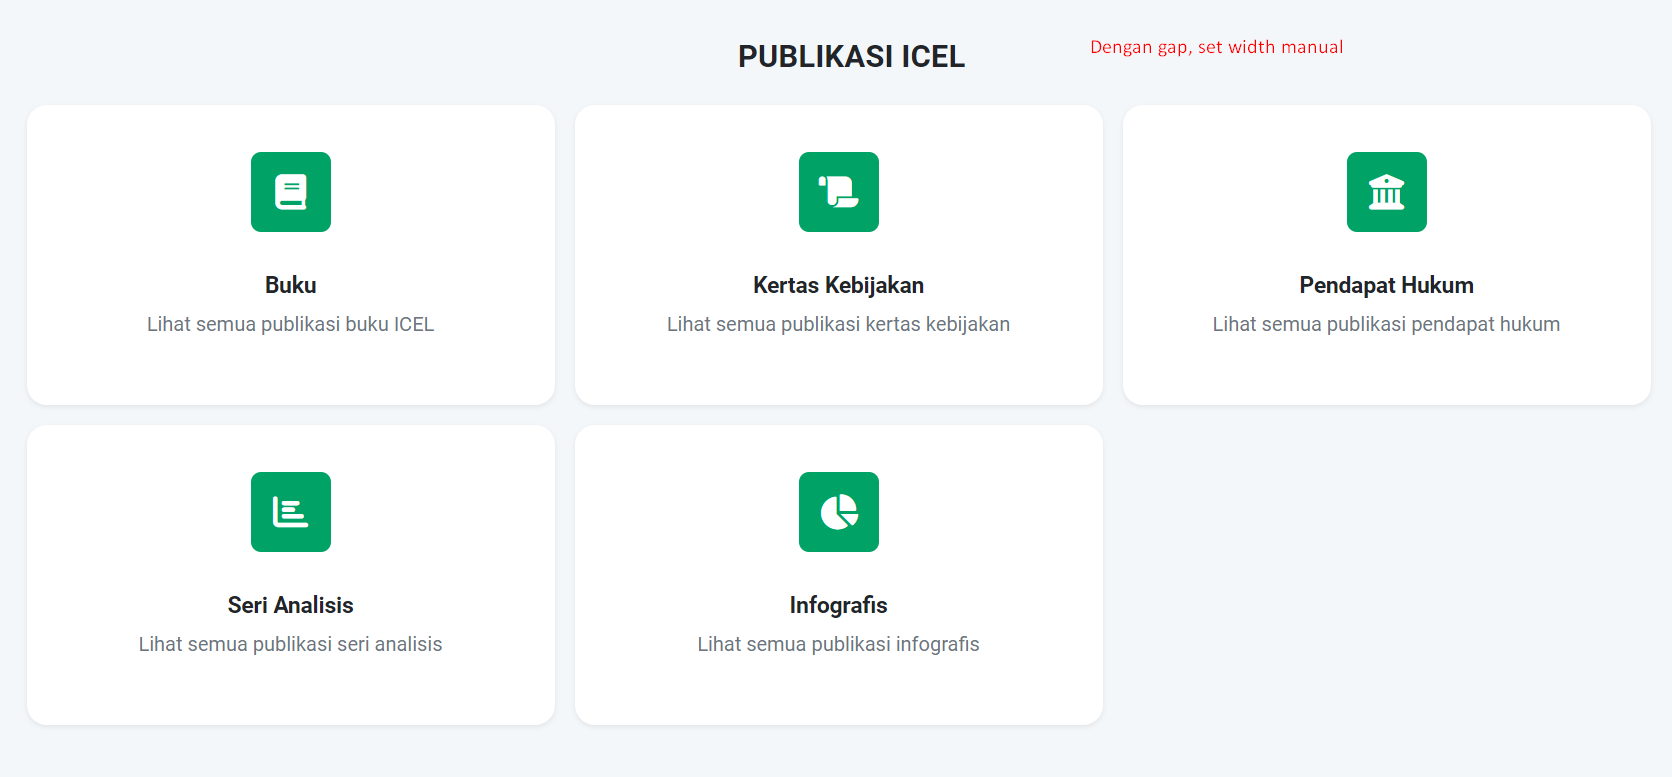 PUBLIKASI ICEL
Dengan gap, set width manual
Buku
Lihat semua publikasi buku ICEL
Kertas Kebijakan
Lihat semua publikasi kertas kebijakan
Pendapat Hukum
Lihat semua publikasi pendapat hukum
Seri Analisis
Lihat semua publikasi seri analisis
Infografis
Lihat semua publikasi infografis